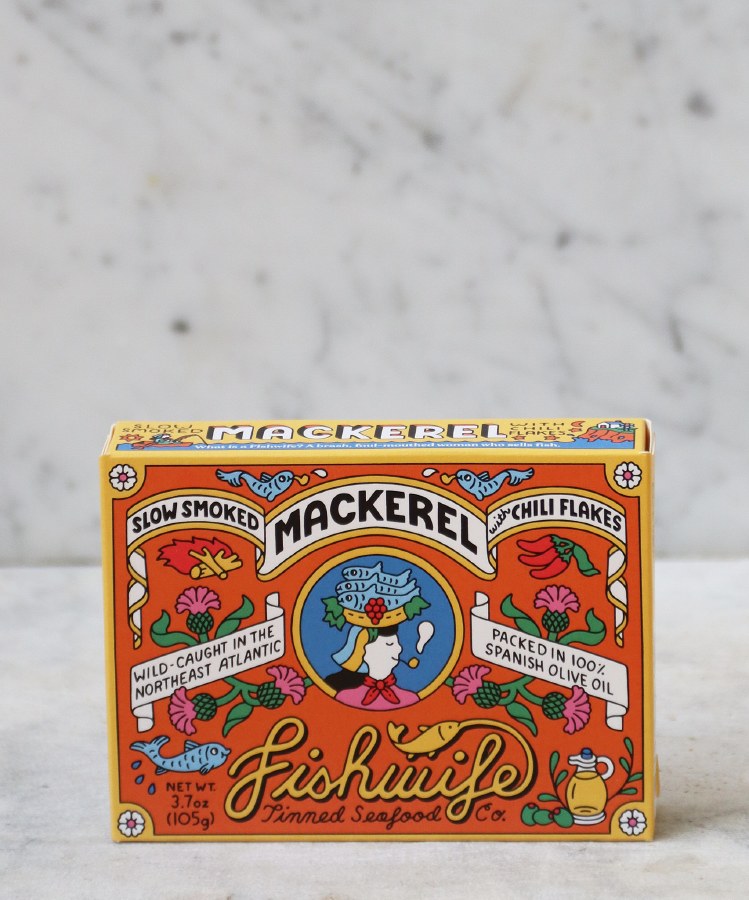 SLOW
SMOKED
MACKEREL
WITH
CHILI
FLAKES
What is a Fishwife? A brash, foul-mouthed woman who sells fish.
SLOW SMOKED
MACKEREL
with CHILI FLAKES
WILD-CAUGHT IN THE
NORTHEAST ATLANTIC
PACKED IN 100%
SPANISH OLIVE OIL
Fishwife
Tinned Seafood Co.
NET WT.
3.7oz
(105g)